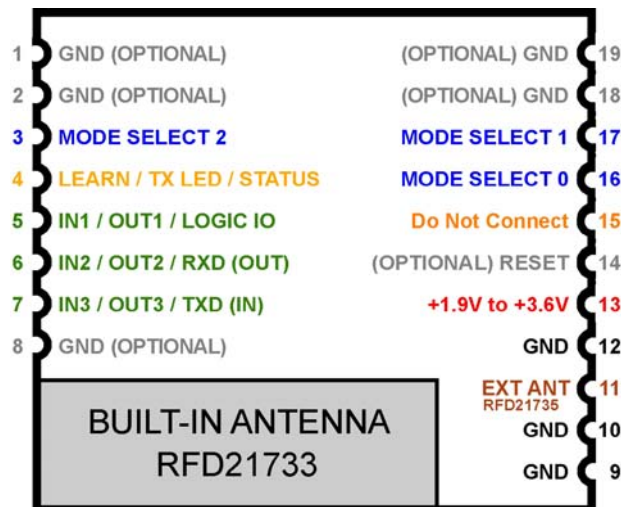 1 GND (OPTIONAL) (OPTIONAL) GND 19
2 GND (OPTIONAL) (OPTIONAL) GND 18
3 MODE SELECT 2 MODE SELECT 1 17
4 LEARN / TX LED / STATUS MODE SELECT 0 16
5 IN1 / OUT1 / LOGIC IO Do Not Connect 15
6 IN2 / OUT2 / RXD (OUT) (OPTIONAL) RESET 14
7 IN3 / OUT3 / TXD (IN) +1.9V to +3.6V 13
8 GND (OPTIONAL) GND 12
EXT ANT 11
RFD21735
BUILT-IN ANTENNA GND 10
RFD21733 GND 9